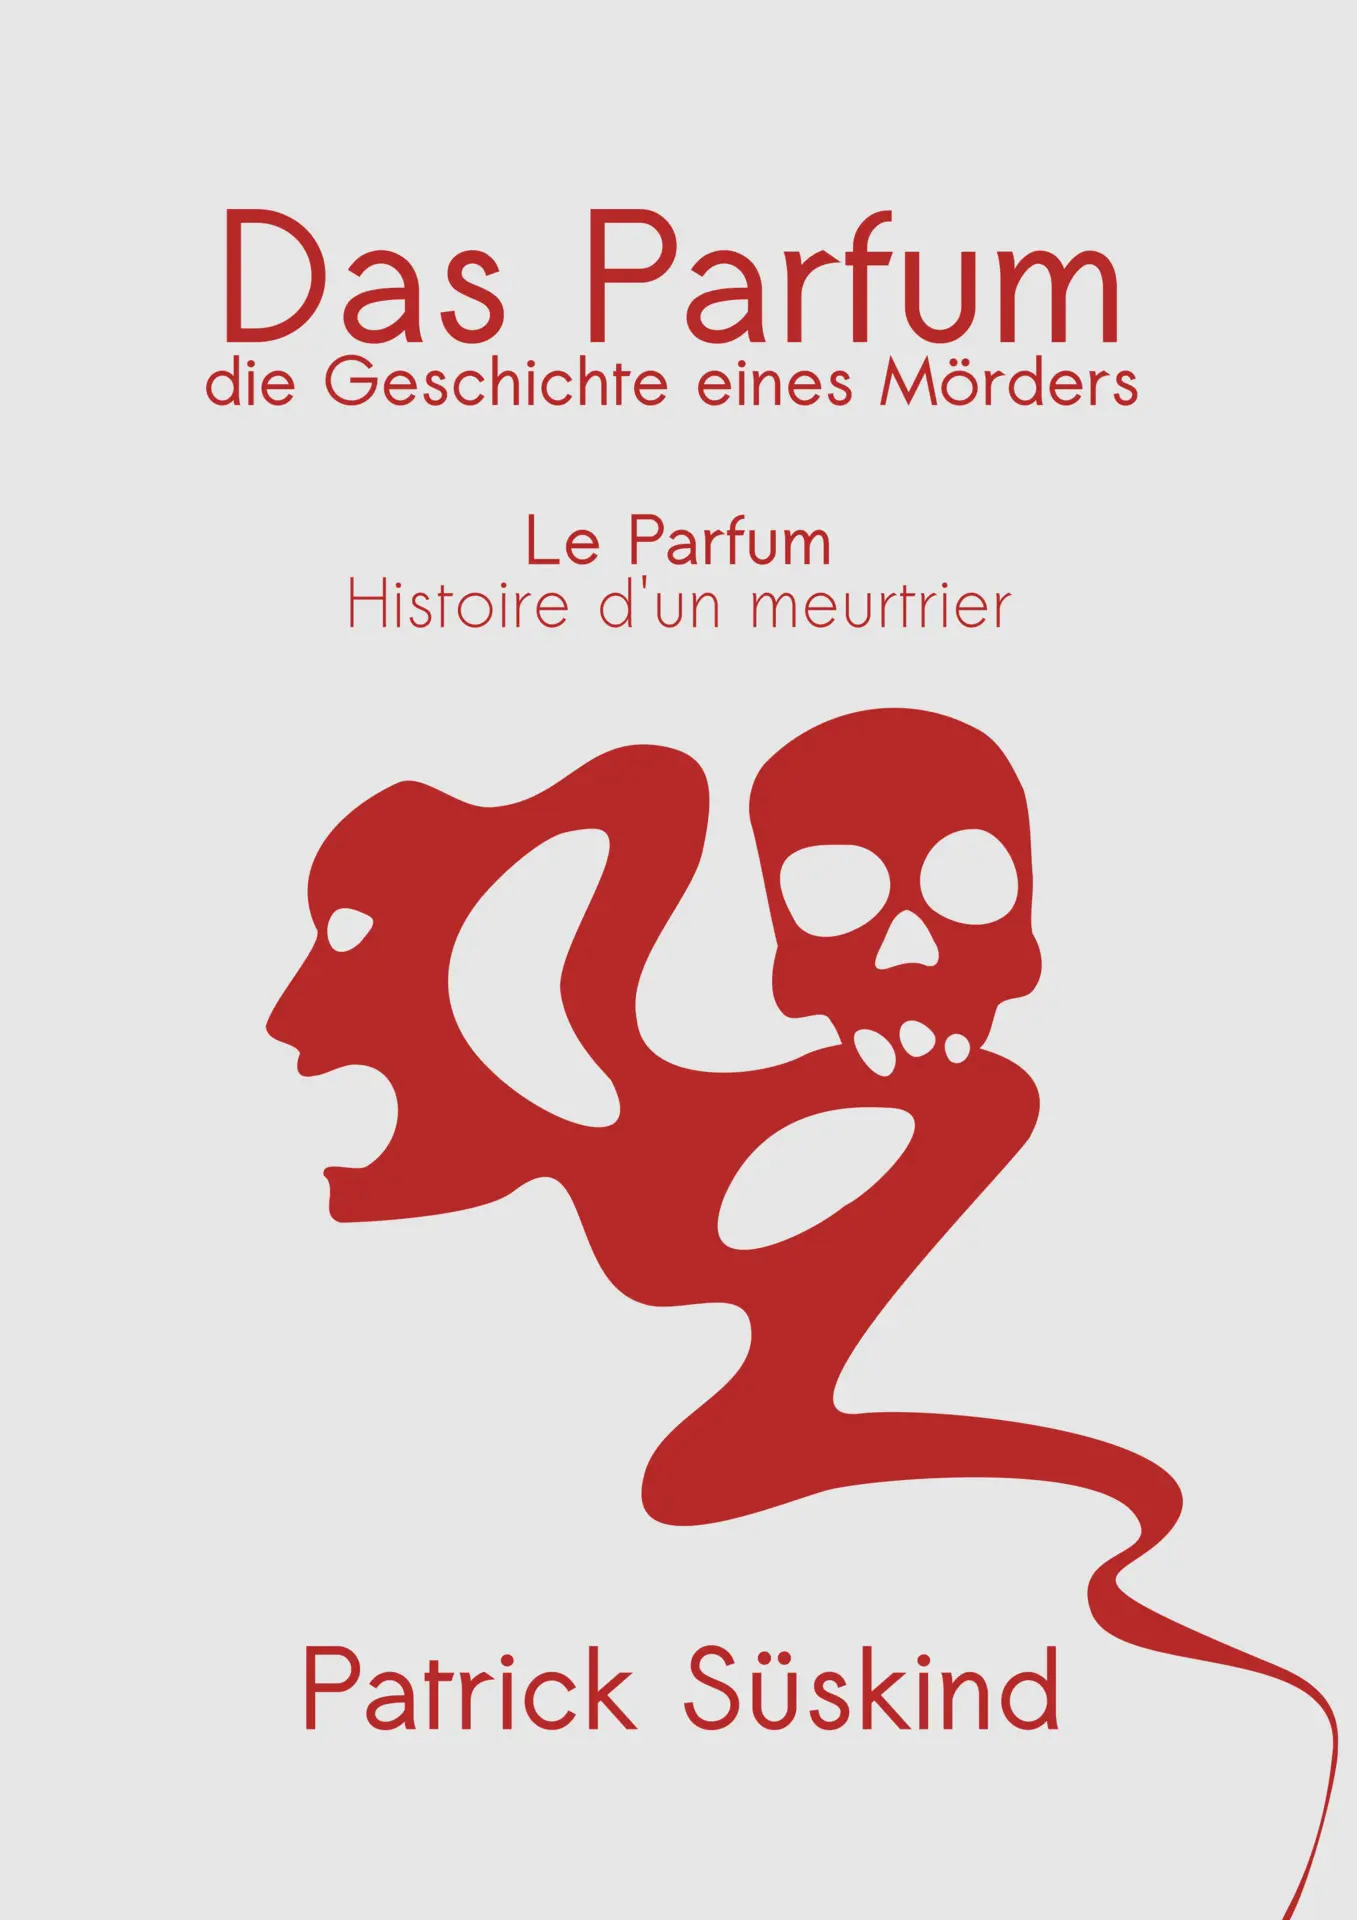 Das Parfum
die Geschichte eines Mörders
Le Parfum
Histoire d'un meurtrier
Patrick Süskind